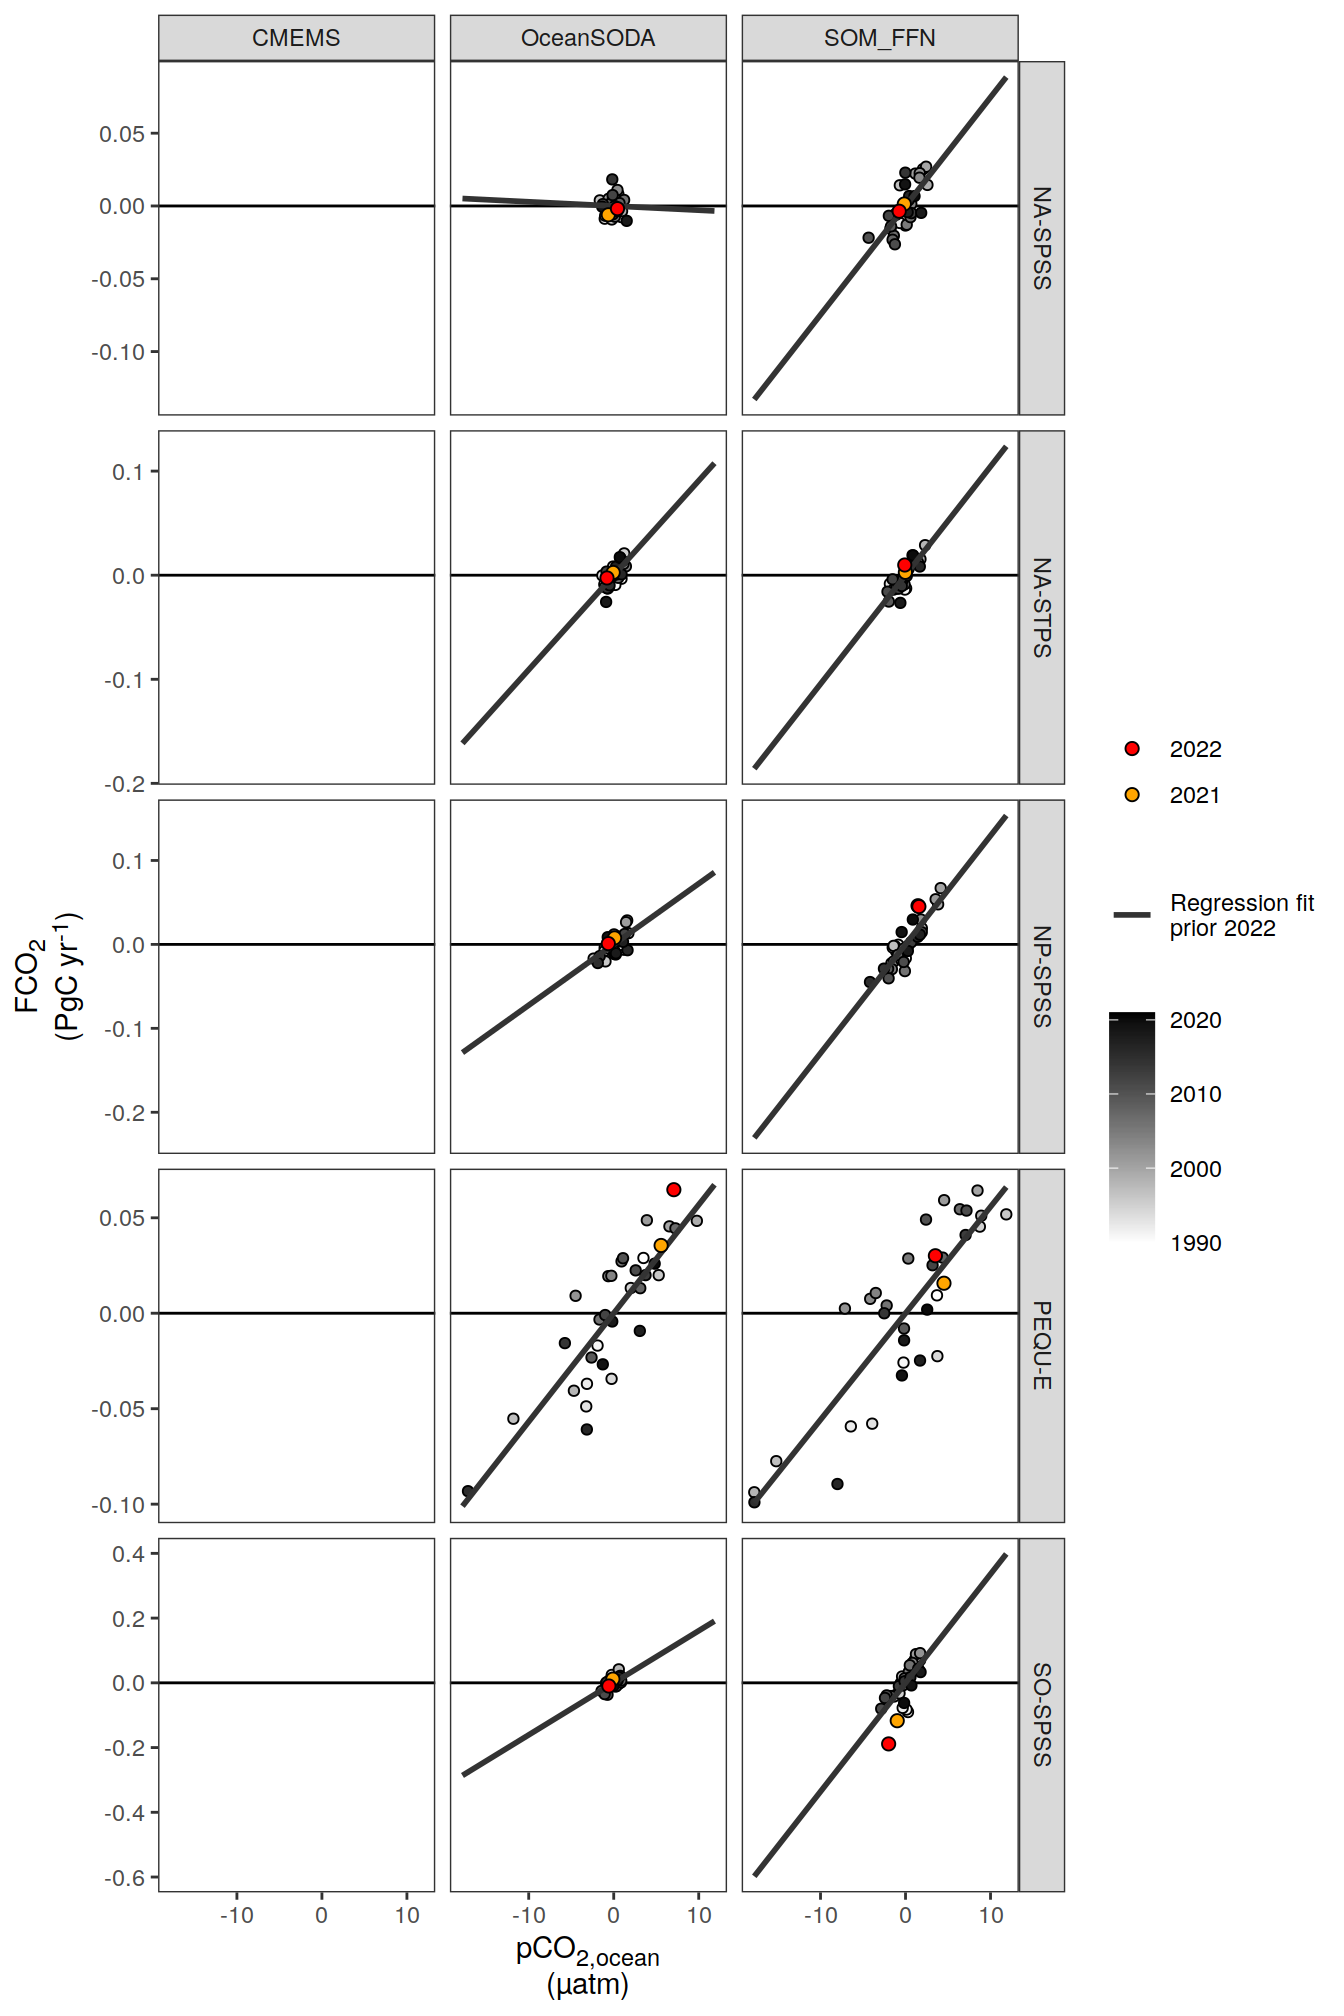 CMEMS OceanSODA SOM_FFN
0.05
0.00
-0.05
-0.10
NA-SPSS
0.1
0.0
-0.1
-0.2
NA-STPS
0.1
0.0
-0.1
-0.2
NP-SPSS
0.05
0.00
-0.05
-0.10
PEQU-E
0.4
0.2
0.0
-0.2
-0.4
-0.6
SO-SPSS
-10 0 10 -10 0 10 -10 0 10
pCO2,ocean
(µatm)
FCO2
(PgC yr-1)
2022
2021
Regression fit
prior 2022
2020
2010
2000
1990